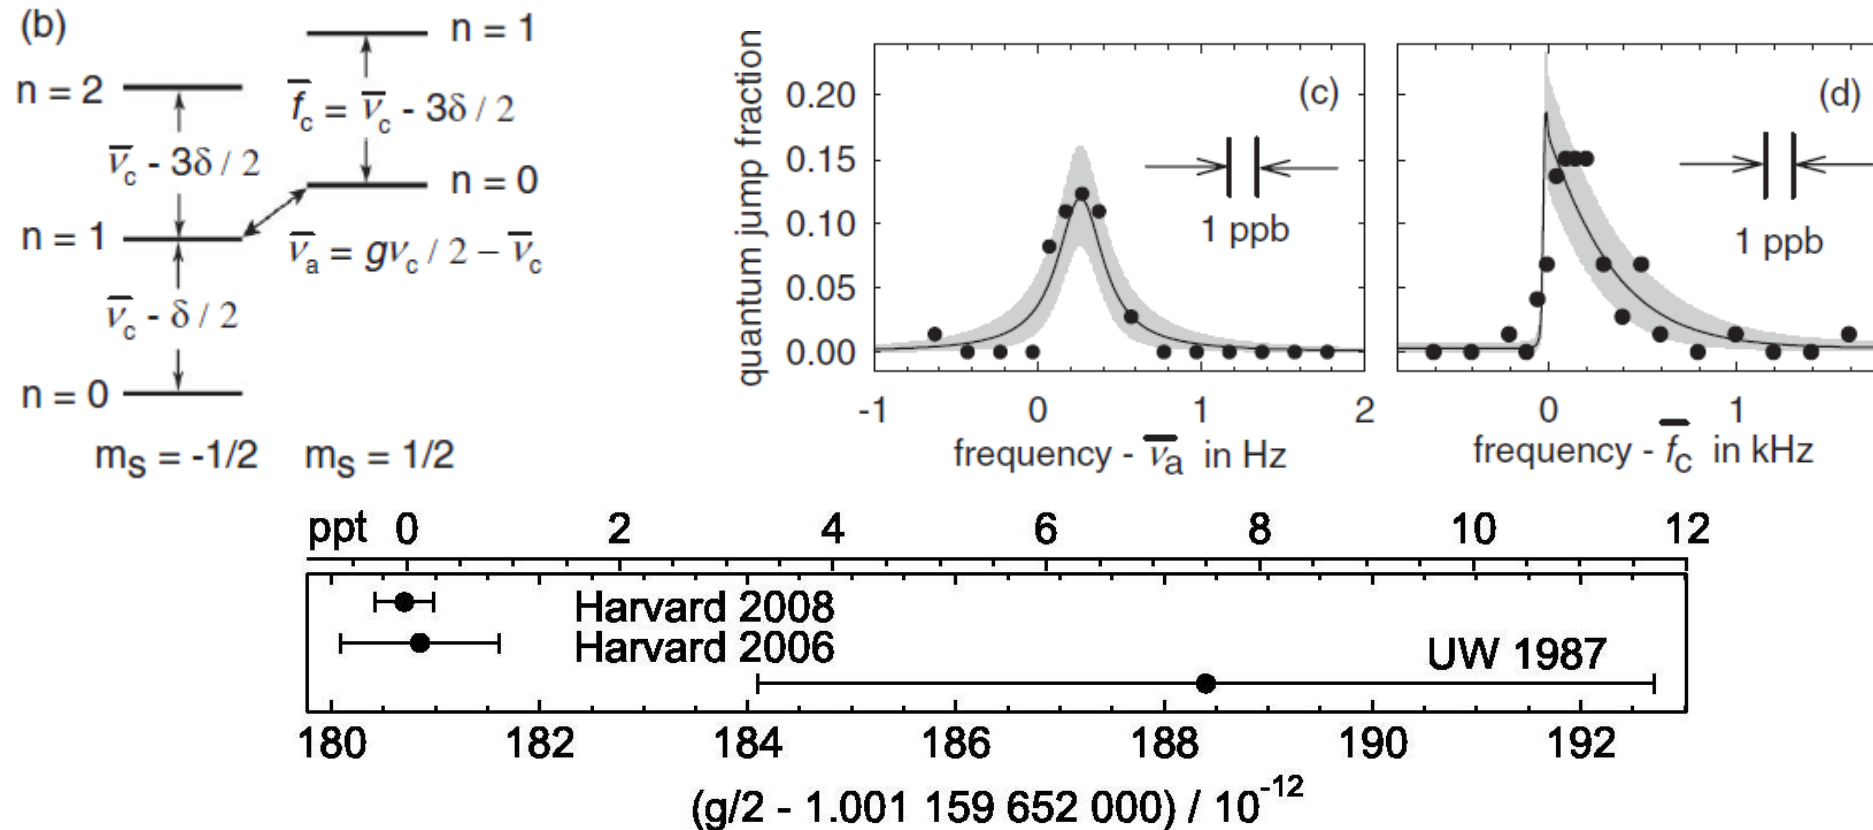 (b)
n = 1
n = 2
f̅c = ν̅c - 3δ / 2
ν̅c - 3δ / 2
n = 0
n = 1
ν̅a = gνc / 2 – ν̅c
ν̅c - δ / 2
n = 0
mS = -1/2 mS = 1/2
quantum jump fraction
0.20
0.15
0.10
0.05
0.00
(c)
1 ppb
-1 0 1 2
frequency - ν̅a in Hz
(d)
1 ppb
0 1
frequency - f̅c in kHz
ppt 0 2 4 6 8 10 12
Harvard 2008
Harvard 2006
UW 1987
180 182 184 186 188 190 192
(g/2 - 1.001 159 652 000) / 10⁻¹²